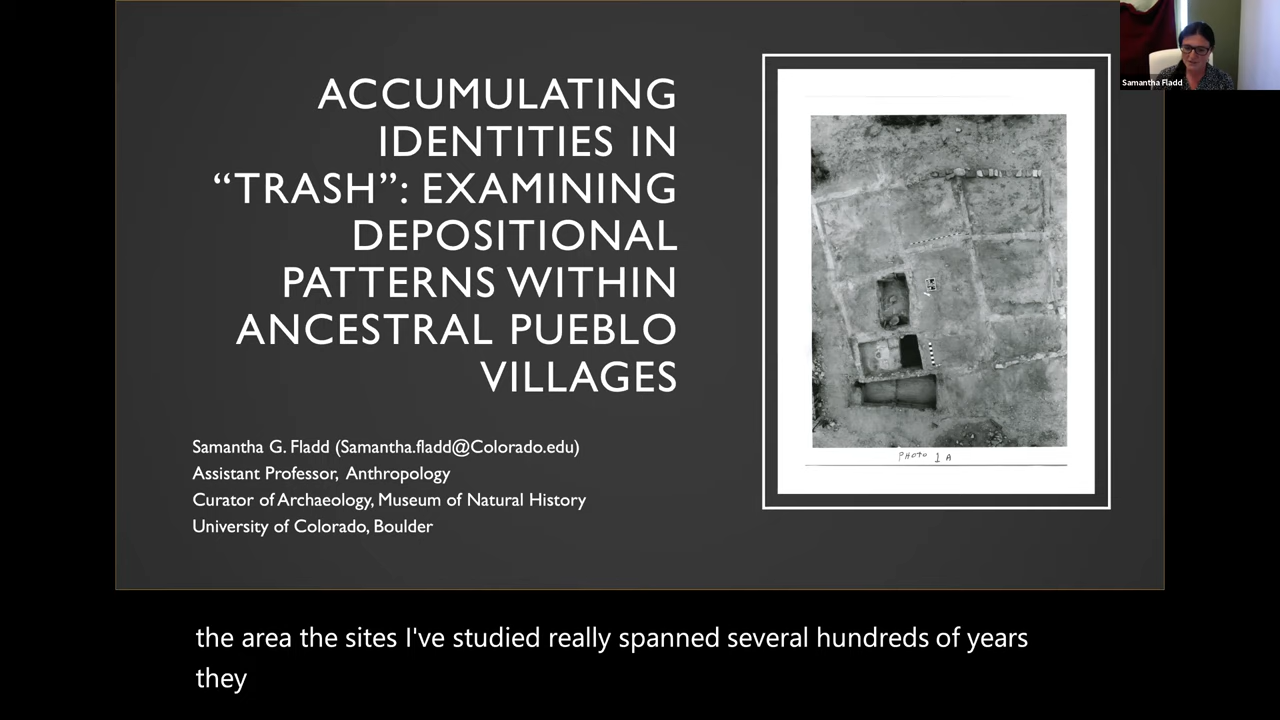 ACCUMULATING
IDENTITIES IN
“TRASH”: EXAMINING
DEPOSITIONAL
PATTERNS WITHIN
ANCESTRAL PUEBLO
VILLAGES
Samantha G. Fladd (Samantha.fladd@Colorado.edu)
Assistant Professor, Anthropology
Curator of Archaeology, Museum of Natural History
University of Colorado, Boulder
PHOTO 1 A
Samantha Fladd
the area the sites I've studied really spanned several hundreds of years
they